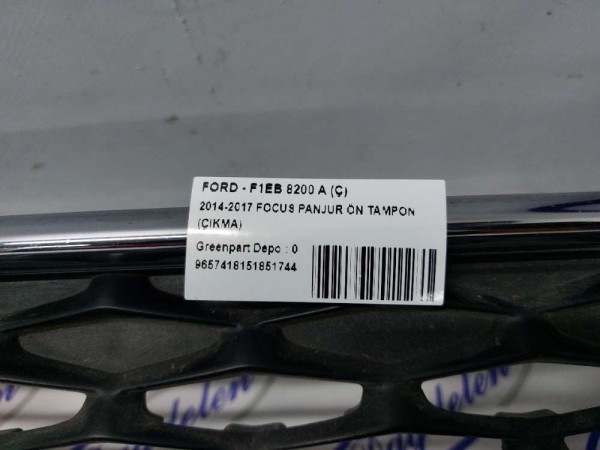 FORD - F1EB 8200 A (Ç)
2014-2017 FOCUS PANJUR ÖN TAMPON
(ÇIKMA)
Greenpart Depo : 0
9657418151851744